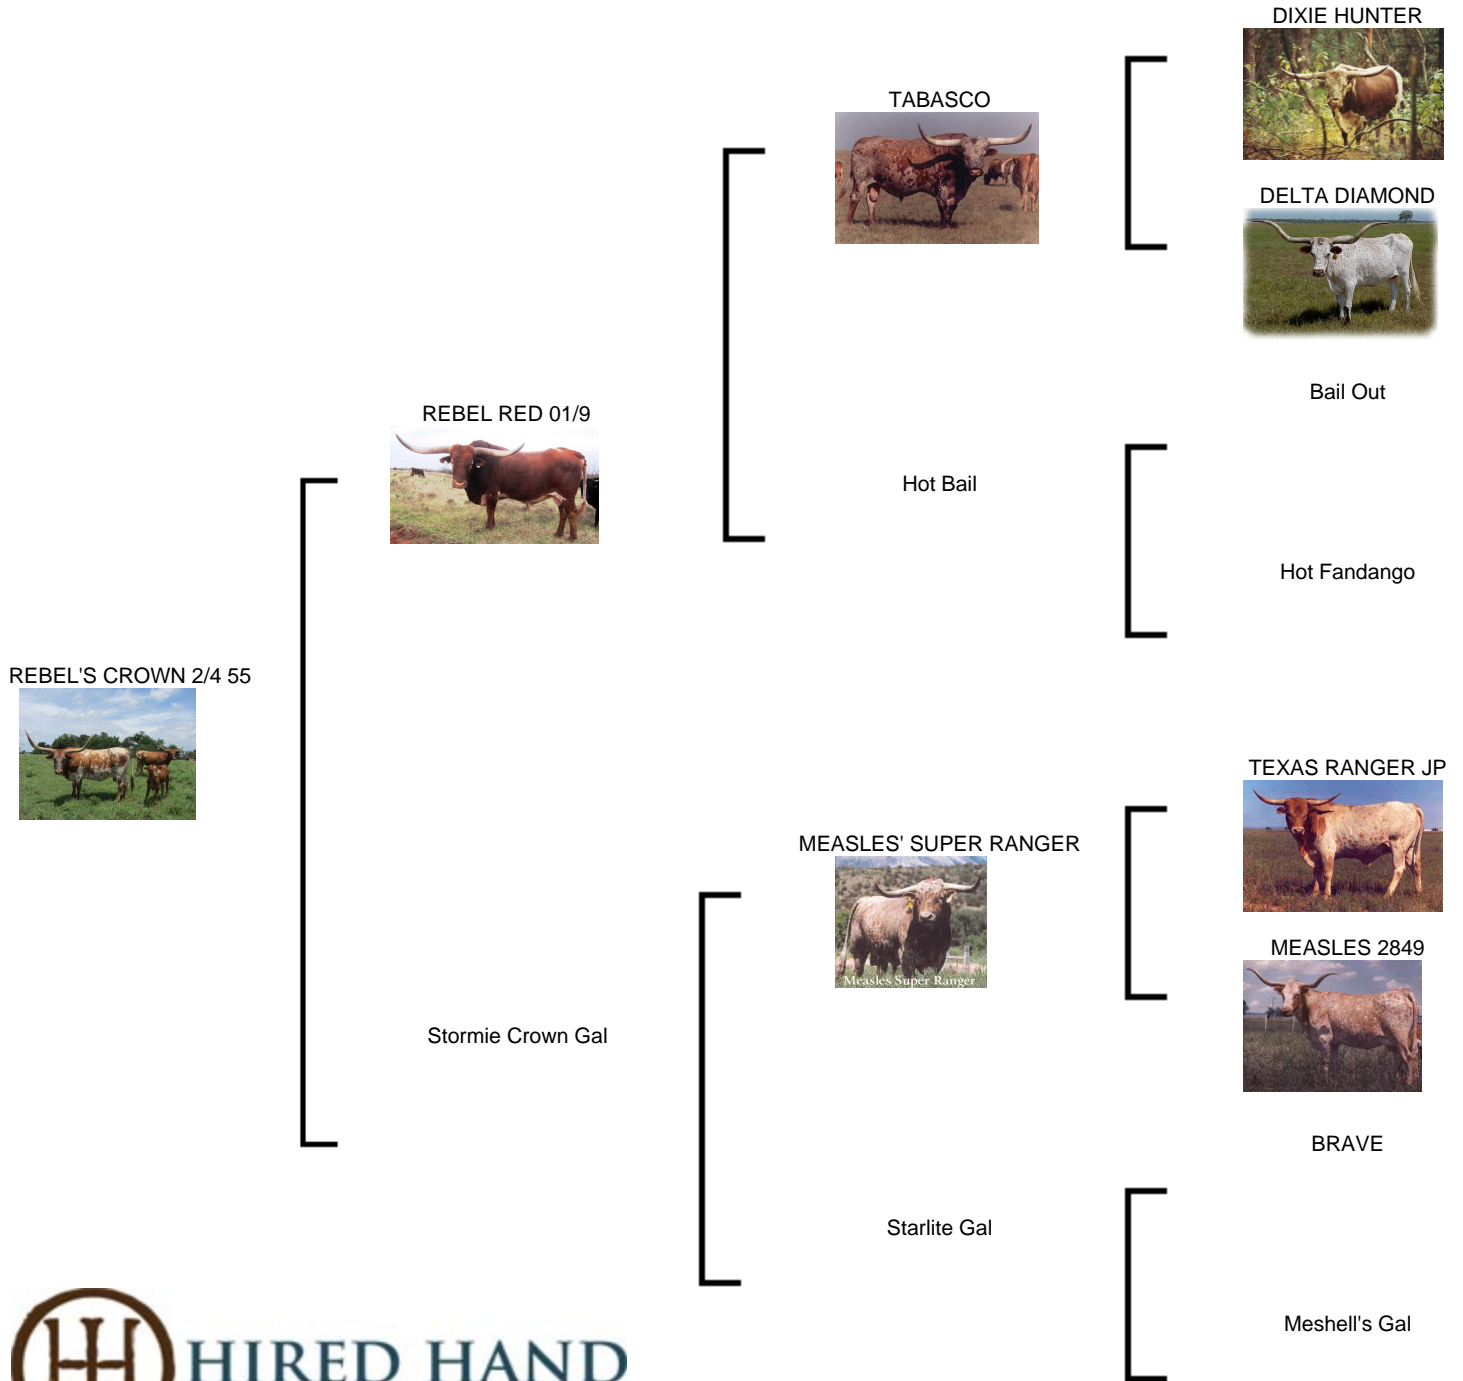 DIXIE HUNTER
TABASCO
DELTA DIAMOND
Bail Out
REBEL RED 01/9
Hot Bail
Hot Fandango
REBEL'S CROWN 2/4 55
TEXAS RANGER JP
MEASLES' SUPER RANGER
Measles Super Ranger
MEASLES 2849
Stormie Crown Gal
BRAVE
Starlite Gal
Meshell's Gal
HIRED HAND